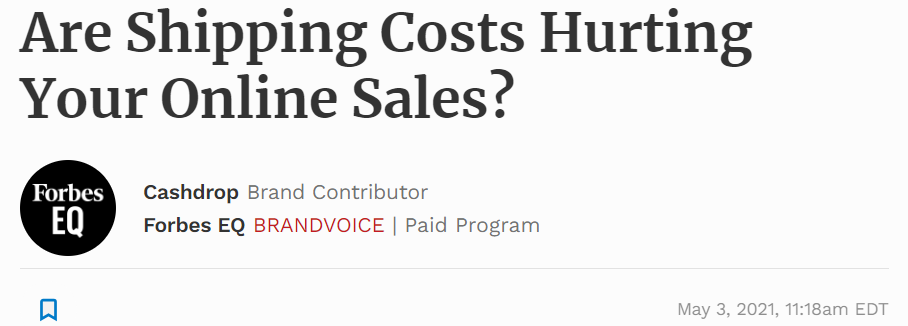 Are Shipping Costs Hurting
Your Online Sales?
Forbes
EQ
Cashdrop Brand Contributor
Forbes EQ BRANDVOICE | Paid Program
May 3, 2021, 11:18am EDT